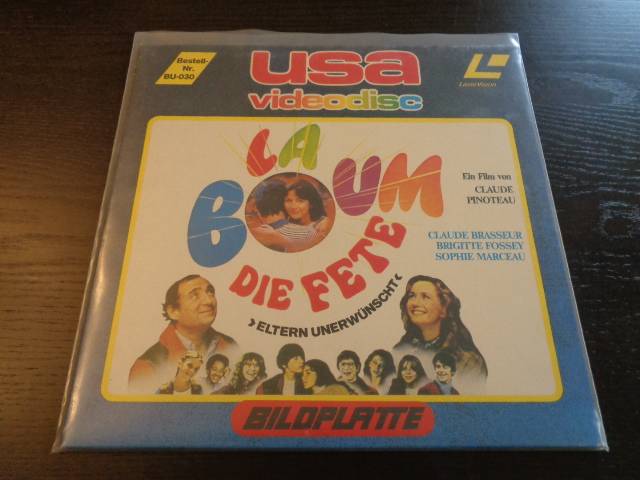 Bestell-
Nr.
BU-030
usa
videodisc
LaserVision
LA
BOUM
DIE FETE
›ELTERN UNERWÜNSCHT‹
Ein Film von
CLAUDE
PINOTEAU
CLAUDE BRASSEUR
BRIGITTE FOSSEY
SOPHIE MARCEAU
BILDPLATTE